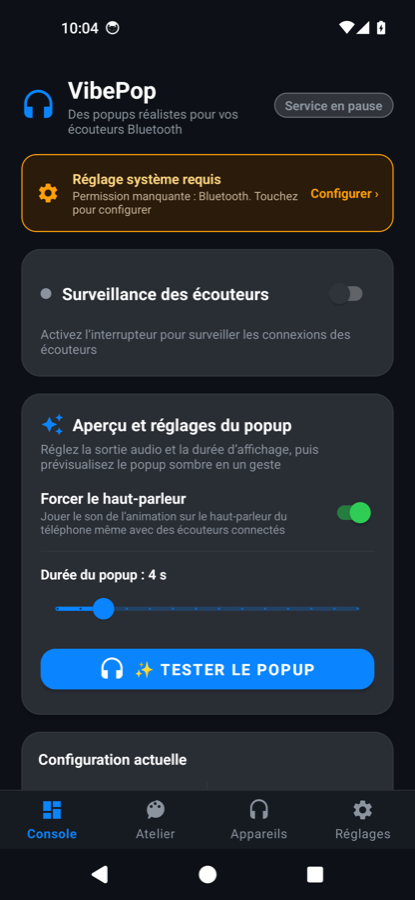 10:04
VibePop
Des popups réalistes pour vos
écouteurs Bluetooth
Service en pause
Réglage système requis
Permission manquante : Bluetooth. Touchez
pour configurer
Configurer ›
Surveillance des écouteurs
Activez l'interrupteur pour surveiller les connexions des
écouteurs
Aperçu et réglages du popup
Réglez la sortie audio et la durée d'affichage, puis
prévisualisez le popup sombre en un geste
Forcer le haut-parleur
Jouer le son de l'animation sur le haut-parleur du
téléphone même avec des écouteurs connectés
Durée du popup : 4 s
✨ TESTER LE POPUP
Configuration actuelle
Console
Atelier
Appareils
Réglages